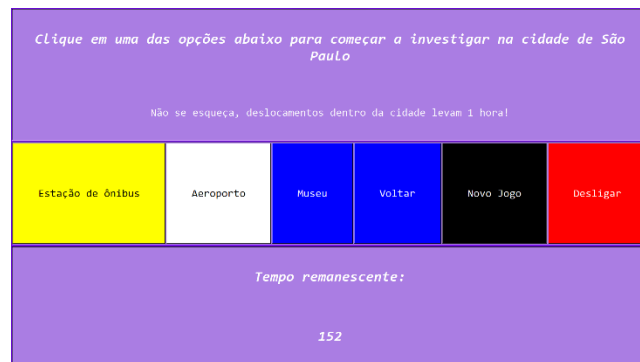 Clique em uma das opções abaixo para começar a investigar na cidade de São
Paulo
Não se esqueça, deslocamentos dentro da cidade levam 1 hora!
Estação de ônibus
Aeroporto
Museu
Voltar
Novo Jogo
Desligar
Tempo remanescente:
152